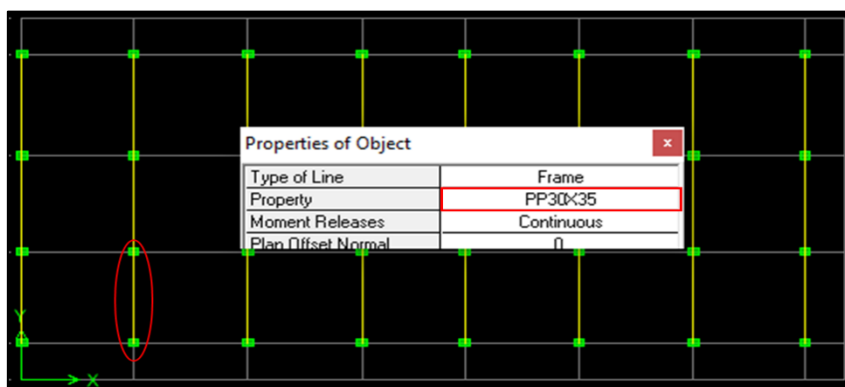 Properties of Object
x
Type of Line Frame
Property PP30X35
Moment Releases Continuous
Plan Offset Normal 0
Y
X